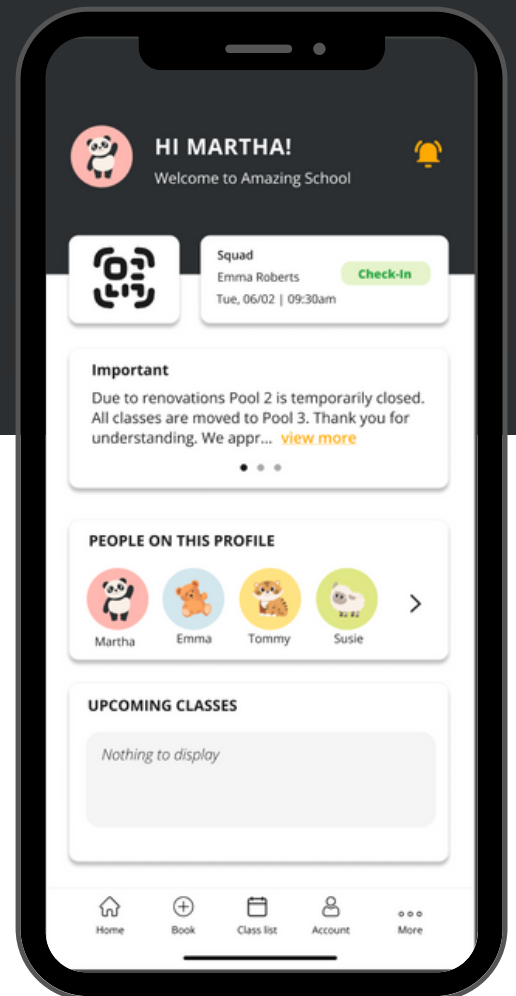 HI MARTHA!
Welcome to Amazing School
Squad
Emma Roberts
Check-In
Tue, 06/02 | 09:30am
Important
Due to renovations Pool 2 is temporarily closed.
All classes are moved to Pool 3. Thank you for
understanding. We appr... view more
PEOPLE ON THIS PROFILE
Martha
Emma
Tommy
Susie
UPCOMING CLASSES
Nothing to display
Home
Book
Class list
Account
More